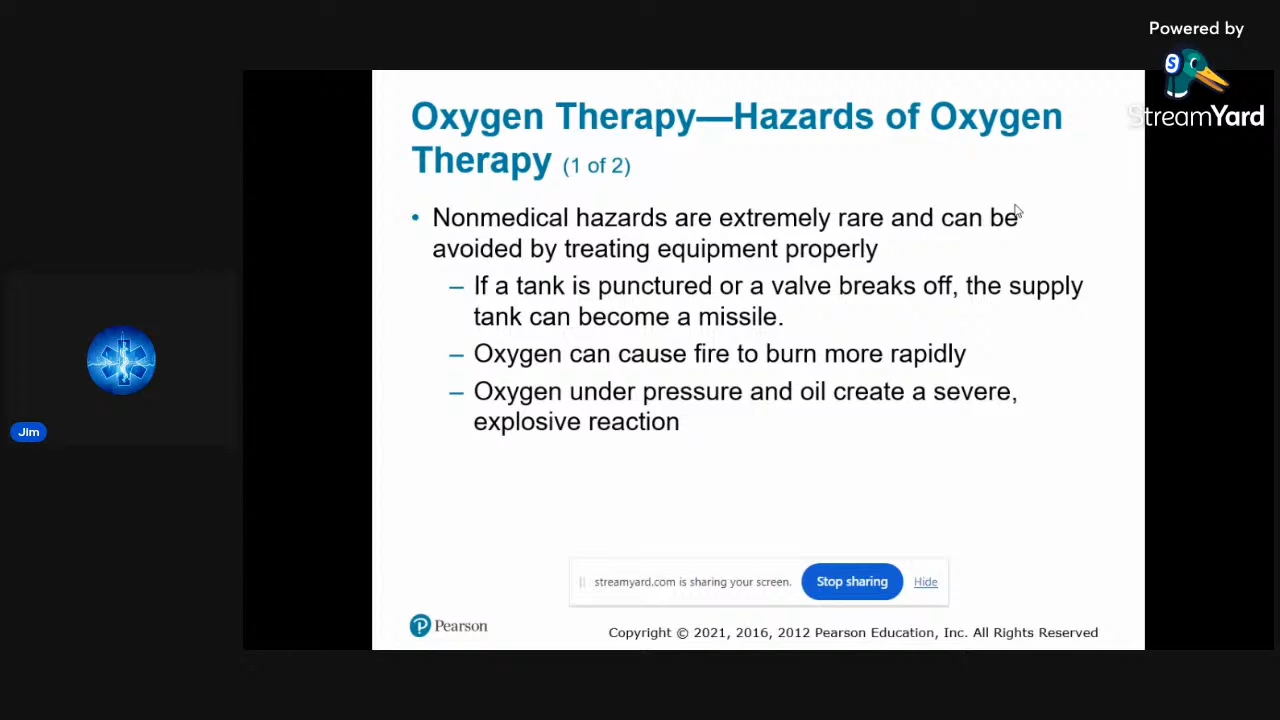 Powered by
StreamYard
Oxygen Therapy—Hazards of Oxygen
Therapy (1 of 2)
• Nonmedical hazards are extremely rare and can be
avoided by treating equipment properly
– If a tank is punctured or a valve breaks off, the supply
tank can become a missile.
– Oxygen can cause fire to burn more rapidly
– Oxygen under pressure and oil create a severe,
explosive reaction
Jim
streamyard.com is sharing your screen. Stop sharing Hide
Pearson
Copyright © 2021, 2016, 2012 Pearson Education, Inc. All Rights Reserved